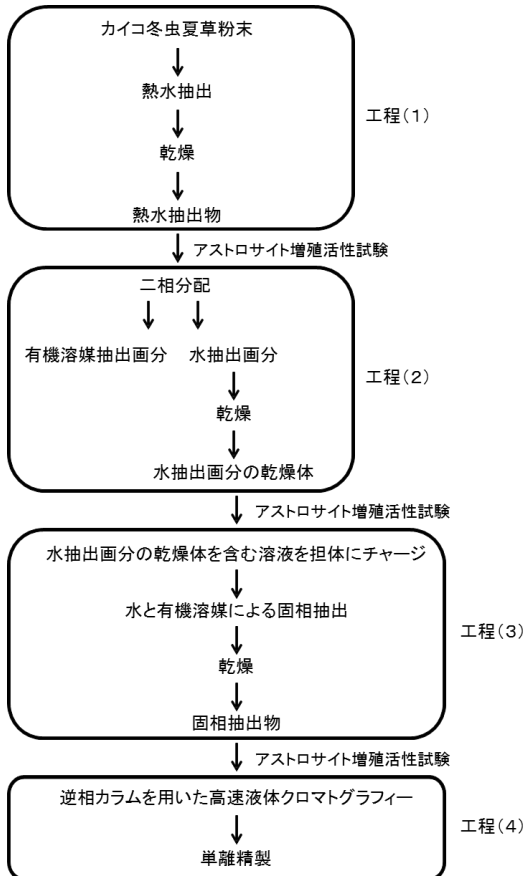 カイコ冬虫夏草粉末
熱水抽出
工程(1)
乾燥
熱水抽出物
アストロサイト増殖活性試験
二相分配
有機溶媒抽出画分 水抽出画分
工程(2)
乾燥
水抽出画分の乾燥体
アストロサイト増殖活性試験
水抽出画分の乾燥体を含む溶液を担体にチャージ
水と有機溶媒による固相抽出
工程(3)
乾燥
固相抽出物
アストロサイト増殖活性試験
逆相カラムを用いた高速液体クロマトグラフィー
工程(4)
単離精製